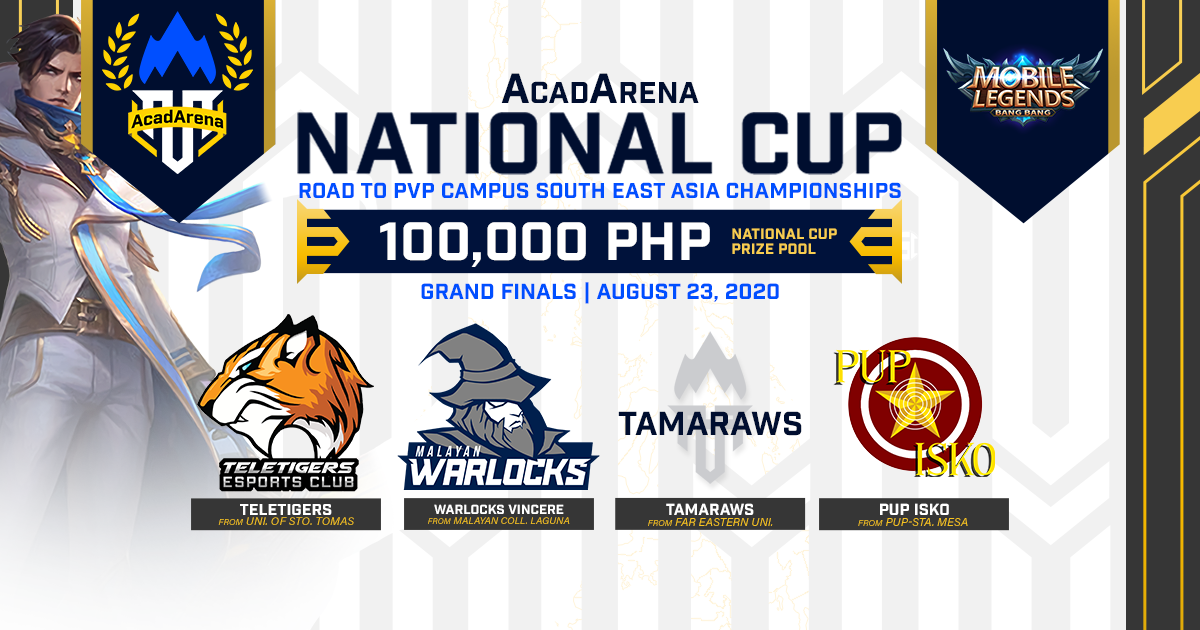 AcadArena
MOBILE
LEGENDS
BANG BANG
ACADARENA
NATIONAL CUP
ROAD TO PVP CAMPUS SOUTH EAST ASIA CHAMPIONSHIPS
100,000 PHP
NATIONAL CUP
PRIZE POOL
GRAND FINALS | AUGUST 23, 2020
TELETIGERS
ESPORTS CLUB
MALAYAN
WARLOCKS
TAMARAWS
PUP
ISKO
TELETIGERS
FROM UNI. OF STO. TOMAS
WARLOCKS VINCERE
FROM MALAYAN COLL. LAGUNA
TAMARAWS
FROM FAR EASTERN UNI.
PUP ISKO
FROM PUP-STA. MESA